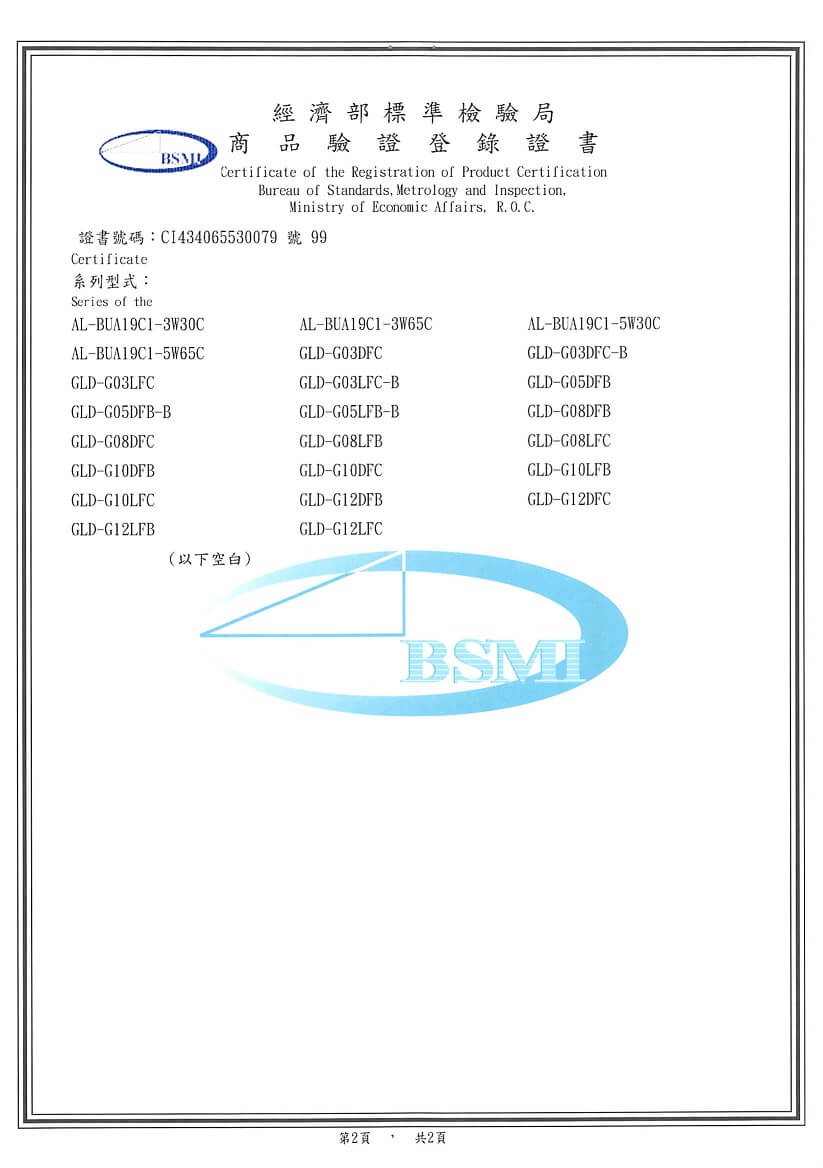 經濟部標準檢驗局
BSMI 商品驗證登錄證書
Certificate of the Registration of Product Certification
Bureau of Standards,Metrology and Inspection,
Ministry of Economic Affairs, R.O.C.
證書號碼：CI434065530079 號 99
Certificate
系列型式：
Series of the
AL-BUA19C1-3W30C AL-BUA19C1-3W65C AL-BUA19C1-5W30C
AL-BUA19C1-5W65C GLD-G03DFC GLD-G03DFC-B
GLD-G03LFC GLD-G03LFC-B GLD-G05DFB
GLD-G05DFB-B GLD-G05LFB-B GLD-G08DFB
GLD-G08DFC GLD-G08LFB GLD-G08LFC
GLD-G10DFB GLD-G10DFC GLD-G10LFB
GLD-G10LFC GLD-G12DFB GLD-G12DFC
GLD-G12LFB GLD-G12LFC
（以下空白）
BSMI
第2頁 ， 共2頁